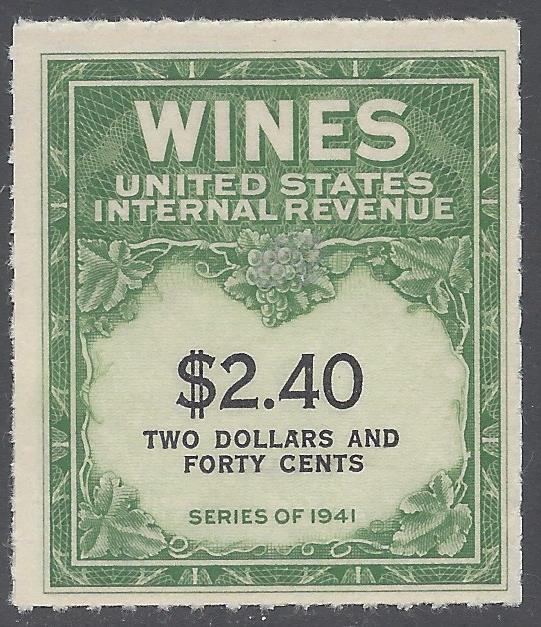 WINES
UNITED STATES
INTERNAL REVENUE
$2.40
TWO DOLLARS AND
FORTY CENTS
SERIES OF 1941